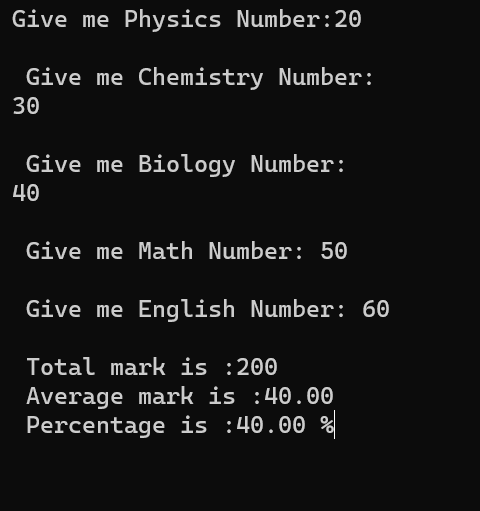 Give me Physics Number:20
Give me Chemistry Number:
30
Give me Biology Number:
40
Give me Math Number: 50
Give me English Number: 60
Total mark is :200
Average mark is :40.00
Percentage is :40.00 %